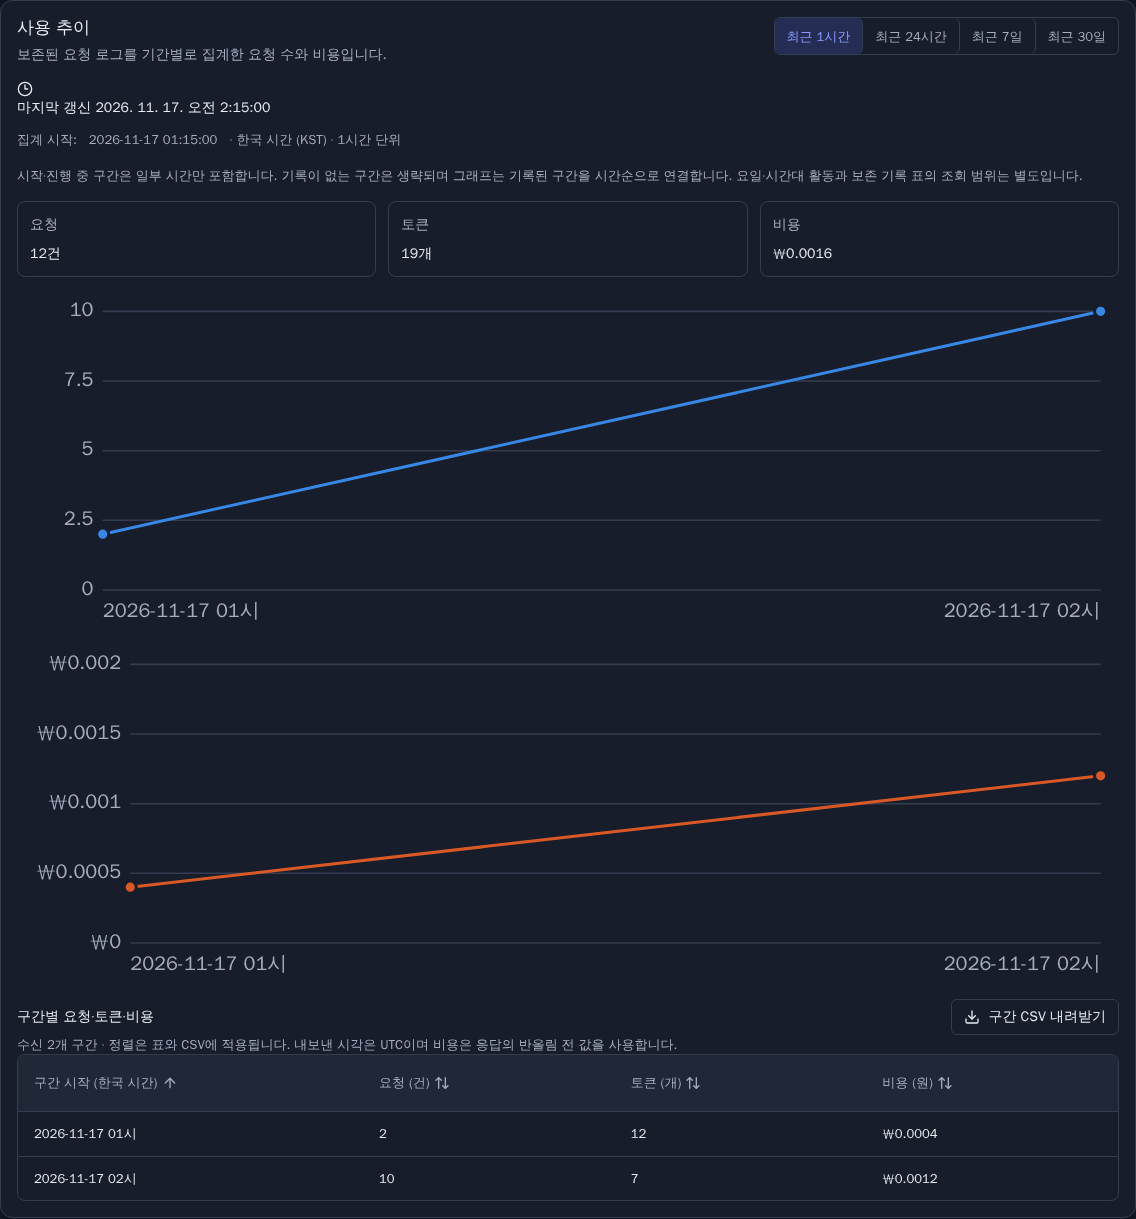 사용 추이
보존된 요청 로그를 기간별로 집계한 요청 수와 비용입니다.
최근 1시간 최근 24시간 최근 7일 최근 30일
마지막 갱신 2026. 11. 17. 오전 2:15:00
집계 시작: 2026-11-17 01:15:00 · 한국 시간 (KST) · 1시간 단위
시작·진행 중 구간은 일부 시간만 포함합니다. 기록이 없는 구간은 생략되며 그래프는 기록된 구간을 시간순으로 연결합니다. 요일·시간대 활동과 보존 기록 표의 조회 범위는 별도입니다.
요청 토큰 비용
12건 19개 ₩0.0016
10
7.5
5
2.5
0
2026-11-17 01시 2026-11-17 02시
₩0.002
₩0.0015
₩0.001
₩0.0005
₩0
2026-11-17 01시 2026-11-17 02시
구간별 요청·토큰·비용
구간 CSV 내려받기
수신 2개 구간 · 정렬은 표와 CSV에 적용됩니다. 내보낸 시각은 UTC이며 비용은 응답의 반올림 전 값을 사용합니다.
구간 시작 (한국 시간) 요청 (건) 토큰 (개) 비용 (원)
2026-11-17 01시 2 12 ₩0.0004
2026-11-17 02시 10 7 ₩0.0012